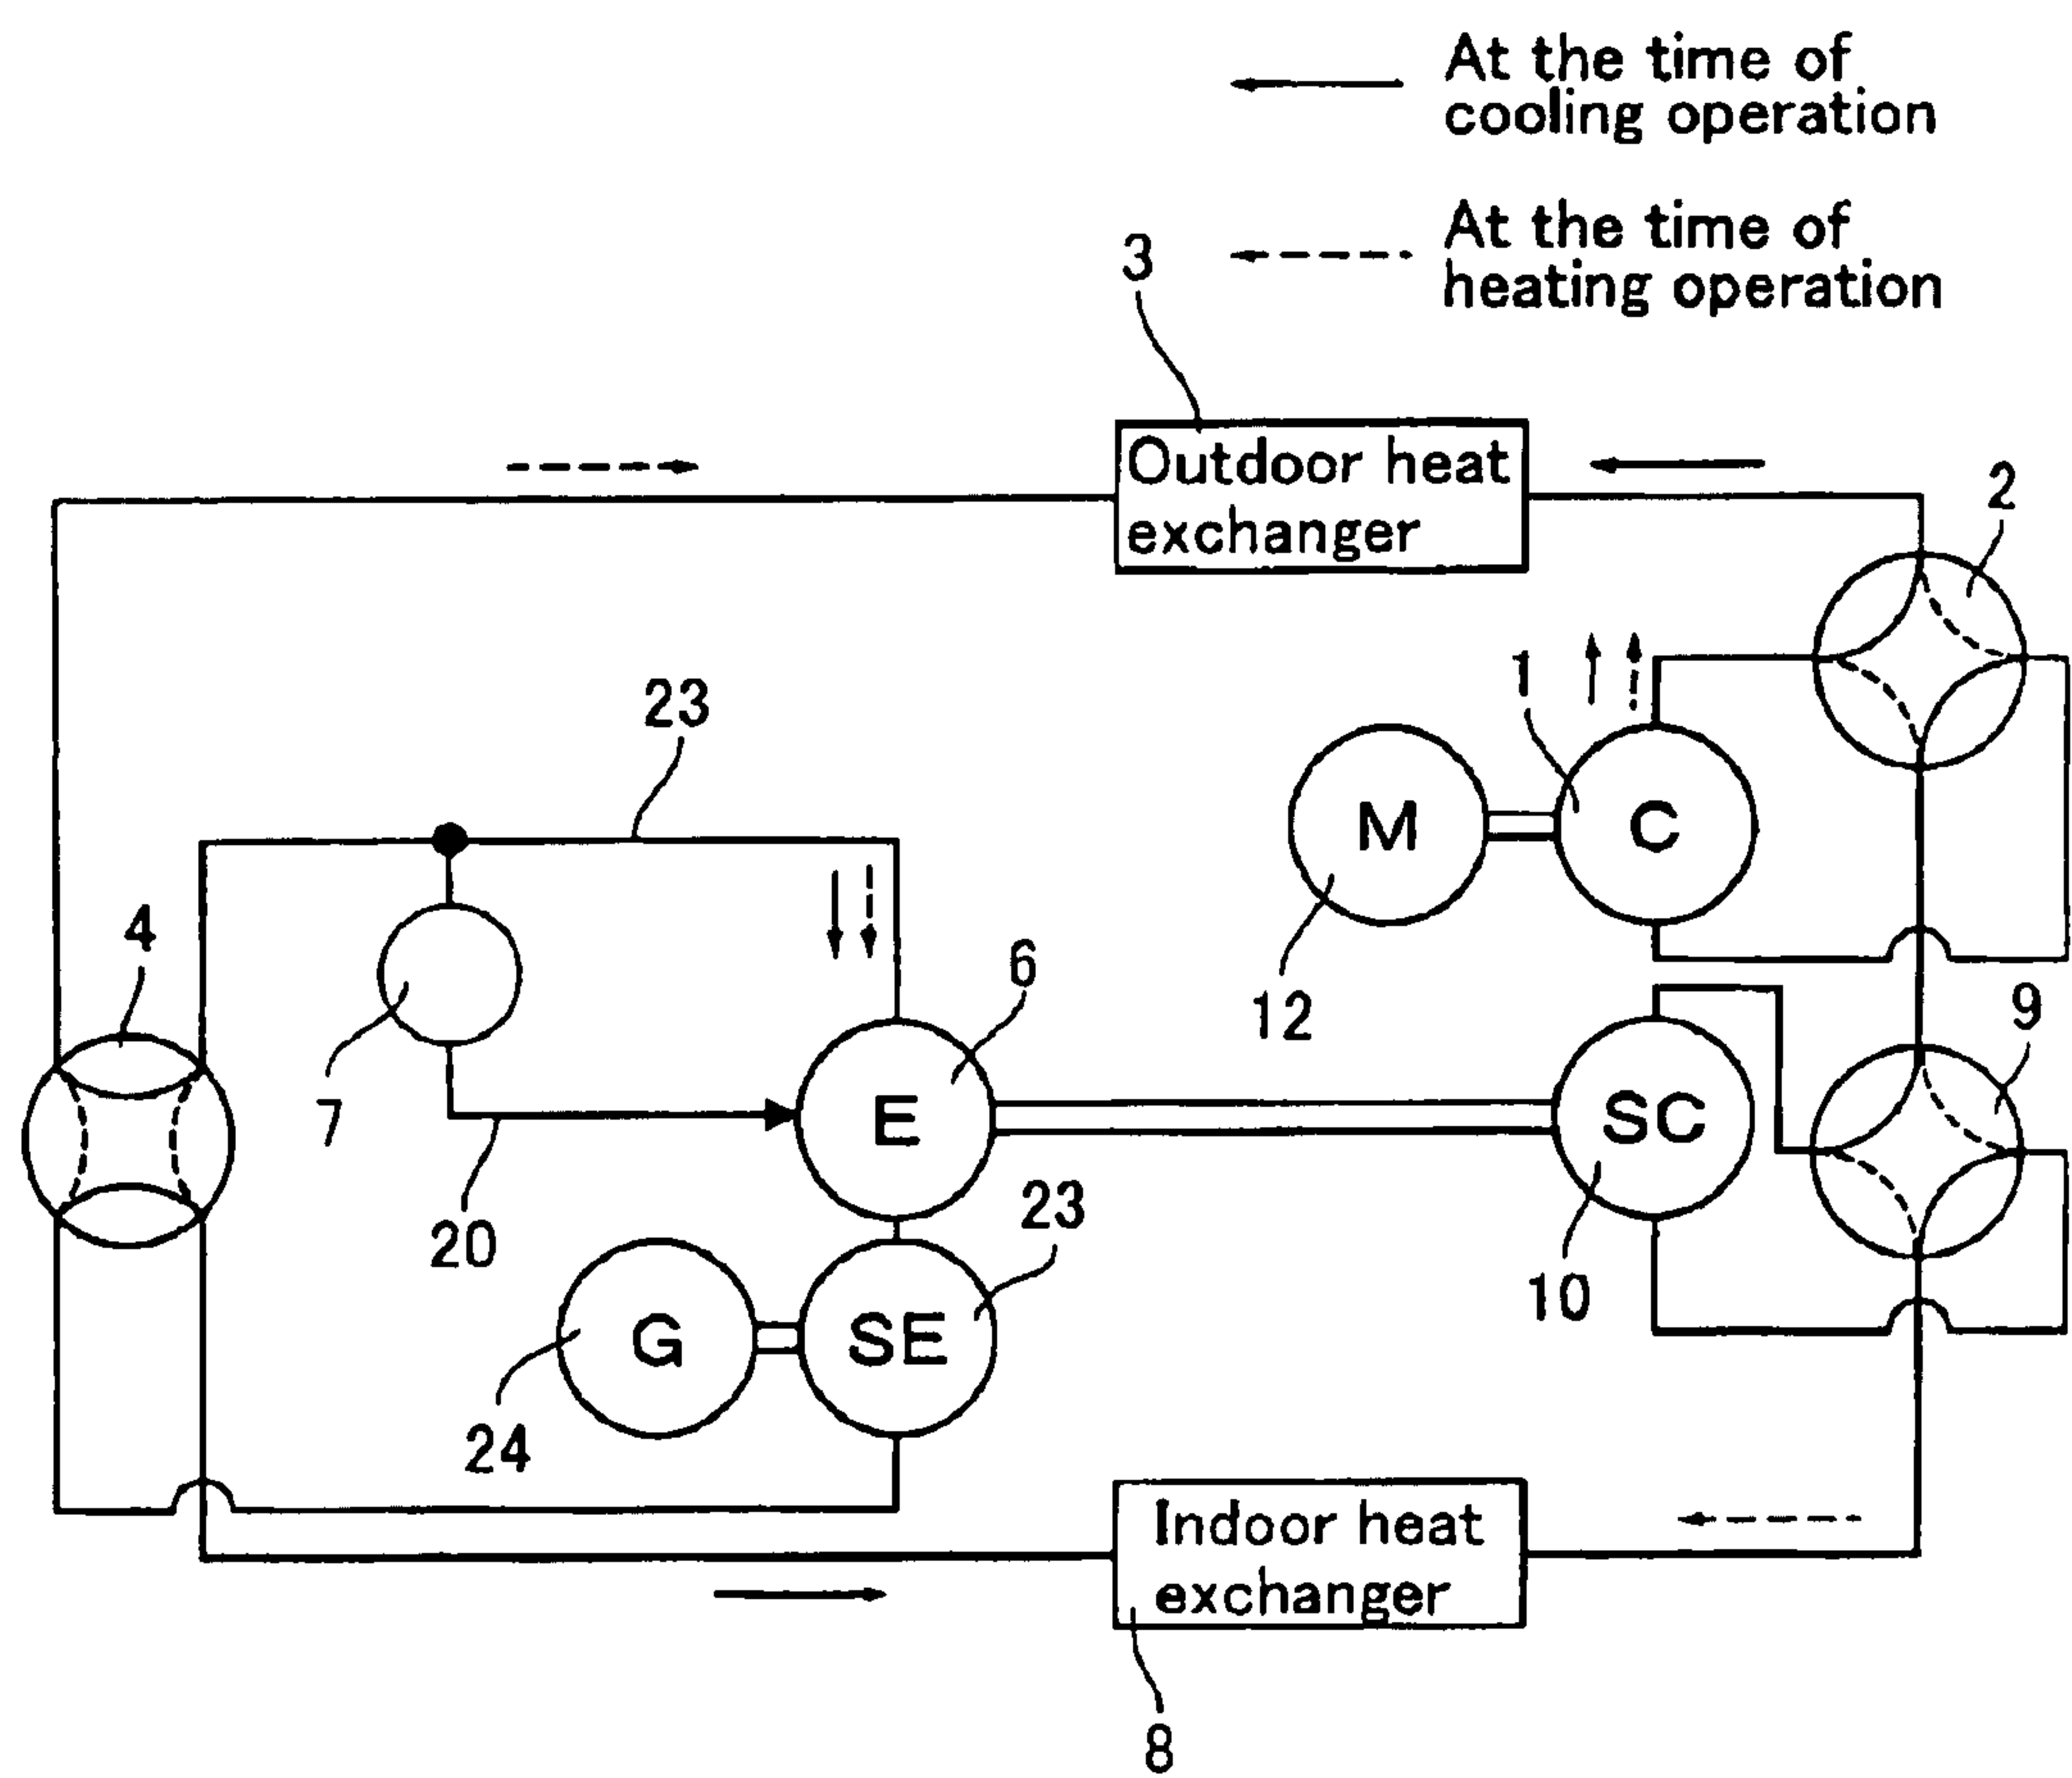 At the time of
cooling operation
At the time of
heating operation
3
Outdoor heat
exchanger
2
1
23
M
C
4
6
12
9
7
E
SC
20
23
10
G
SE
24
Indoor heat
exchanger
8